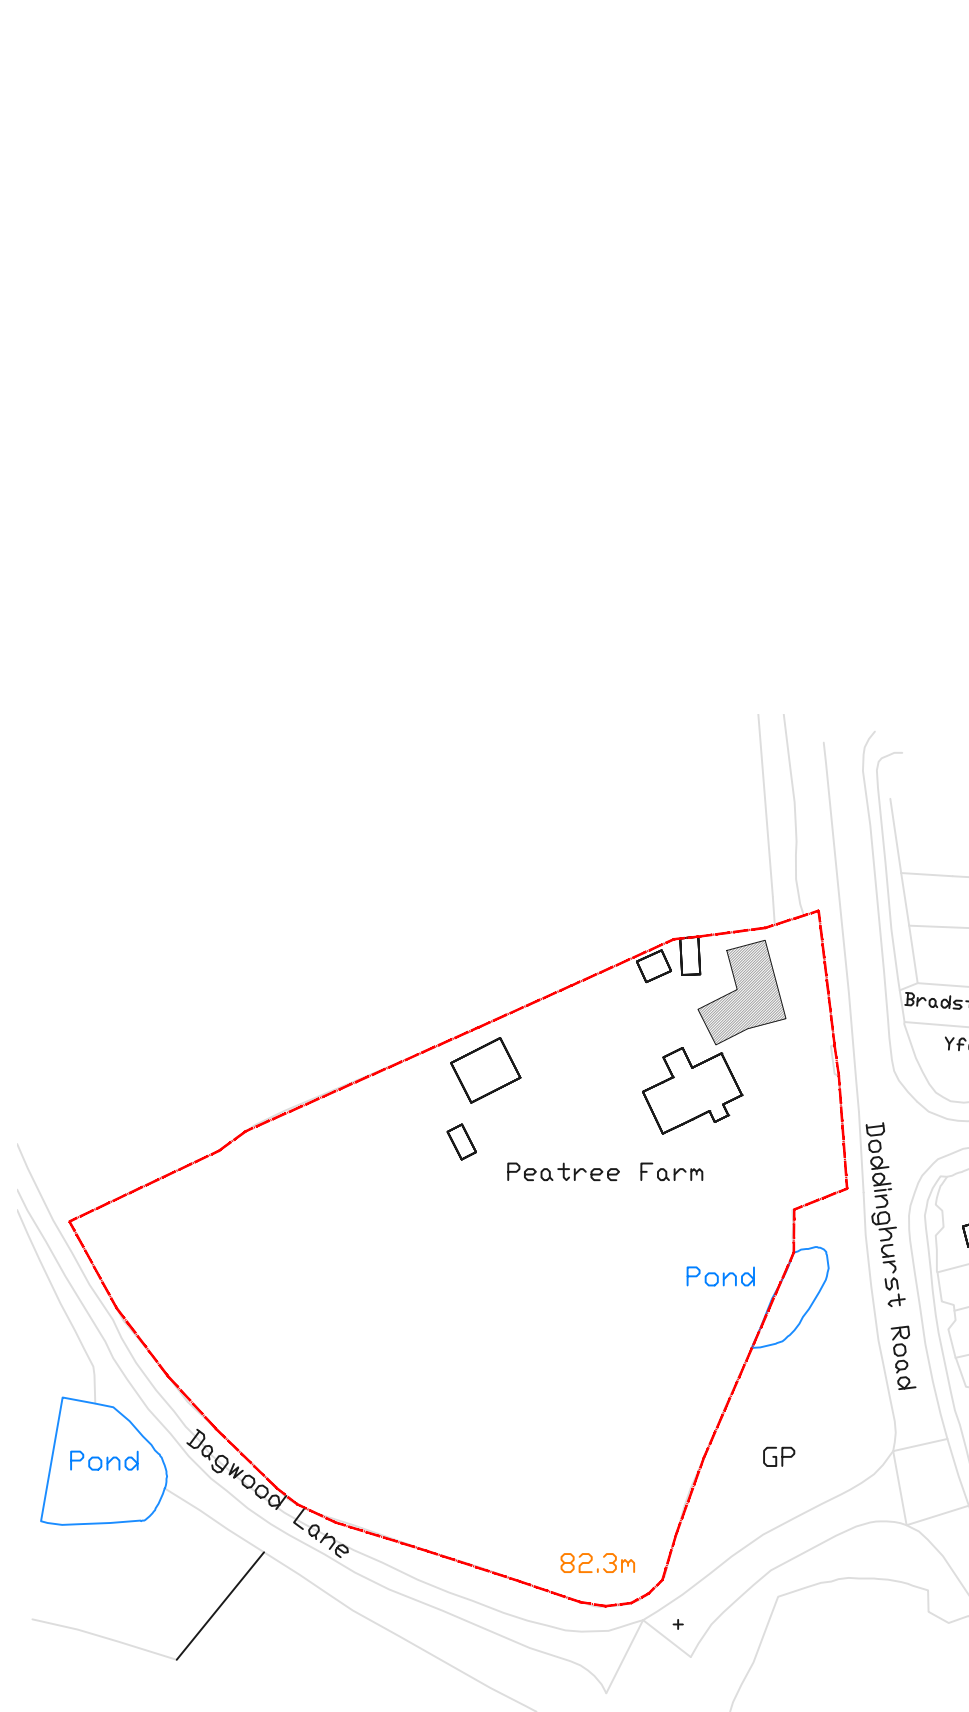 Bradst
Yf
Peatree Farm
Doddinghurst Road
Pond
GP
Pond
Dagwood Lane
82.3m